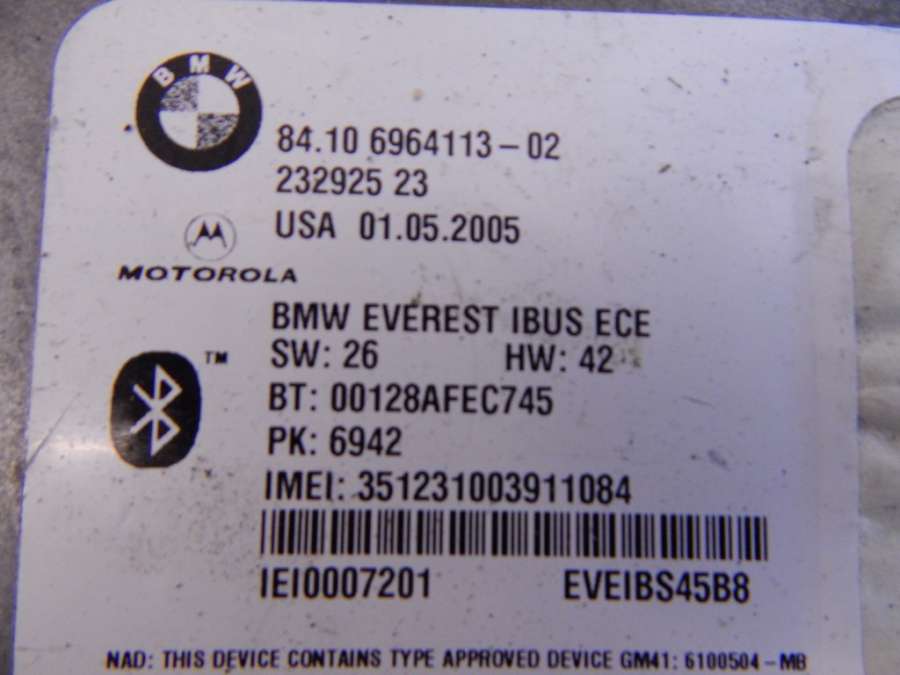 BMW
84.10 6964113-02
232925 23
USA 01.05.2005
MOTOROLA
BMW EVEREST IBUS ECE
SW: 26 HW: 42
TM
BT: 00128AFEC745
PK: 6942
IMEI: 351231003911084
IEI0007201 EVEIBS45B8
NAD: THIS DEVICE CONTAINS TYPE APPROVED DEVICE GM41: 6100504-MB